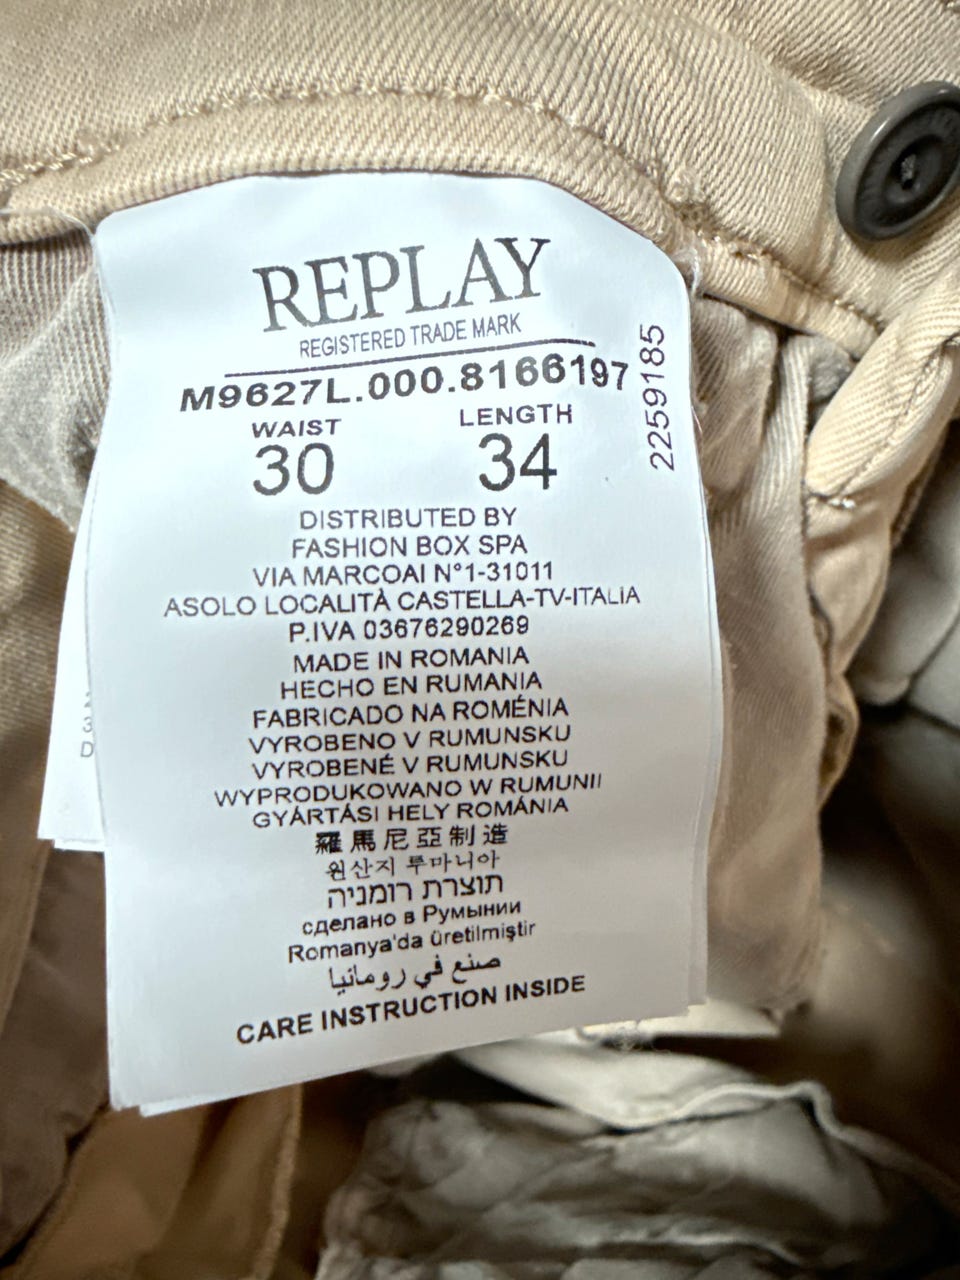 REPLAY
REGISTERED TRADE MARK
M9627L.000.8166197
WAIST LENGTH
30 34
2259185
DISTRIBUTED BY
FASHION BOX SPA
VIA MARCOAI N°1-31011
ASOLO LOCALITÀ CASTELLA-TV-ITALIA
P.IVA 03676290269
MADE IN ROMANIA
HECHO EN RUMANIA
FABRICADO NA ROMÉNIA
VYROBENO V RUMUNSKU
VYROBENÉ V RUMUNSKU
WYPRODUKOWANO W RUMUNII
GYÁRTÁSI HELY ROMÁNIA
羅馬尼亞制造
원산지 루마니아
תוצרת רומניה
сделано в Румынии
Romanya'da üretilmiştir
صنع في رومانيا
CARE INSTRUCTION INSIDE